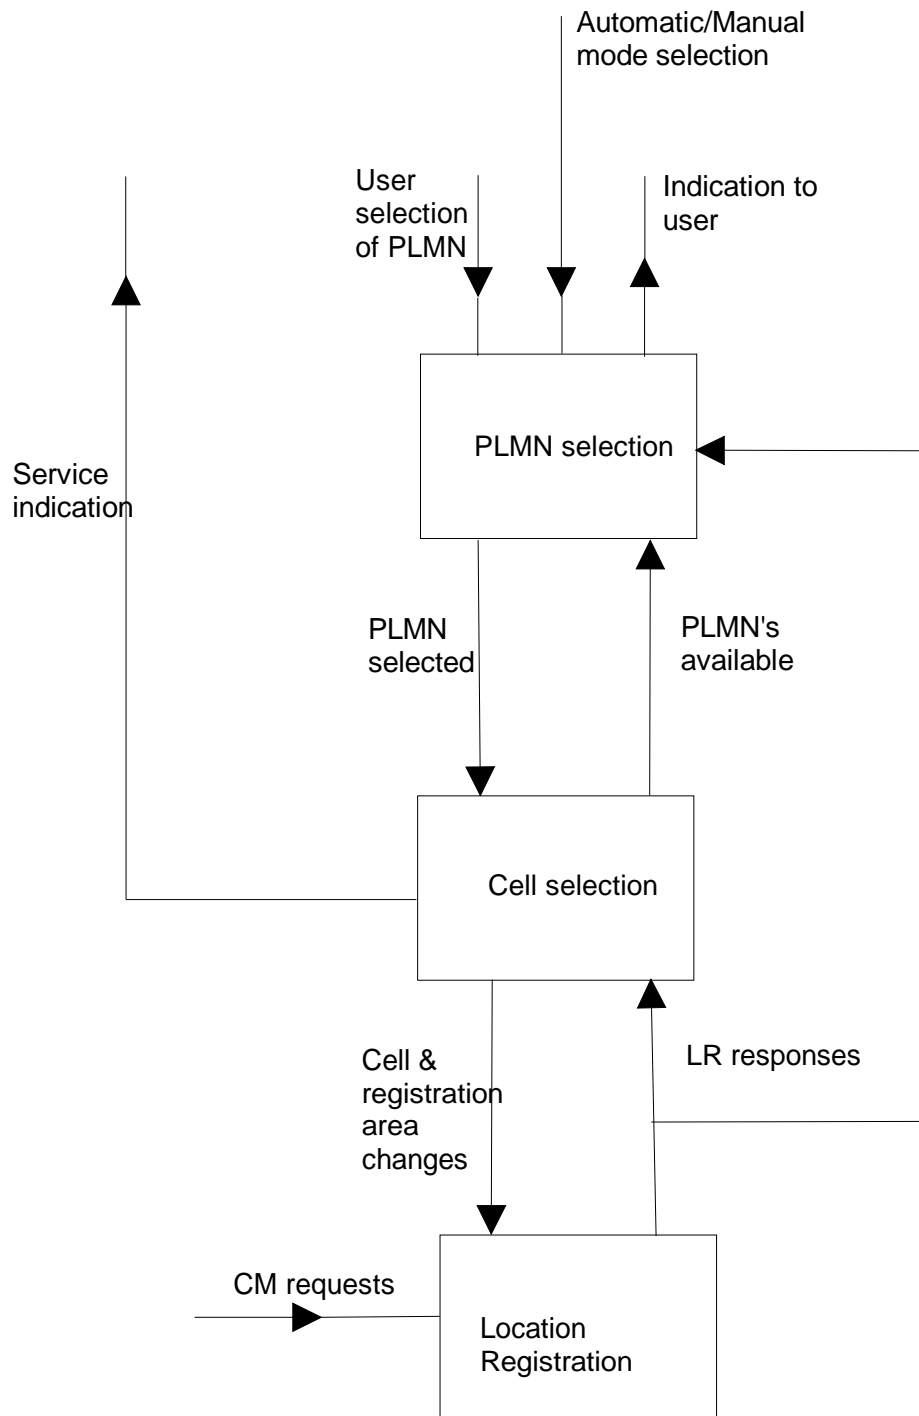 Automatic/Manual
mode selection
User
selection
of PLMN
Indication to
user
PLMN selection
Service
indication
PLMN
selected
PLMN's
available
Cell selection
Cell &
registration
area
changes
LR responses
CM requests
Location
Registration